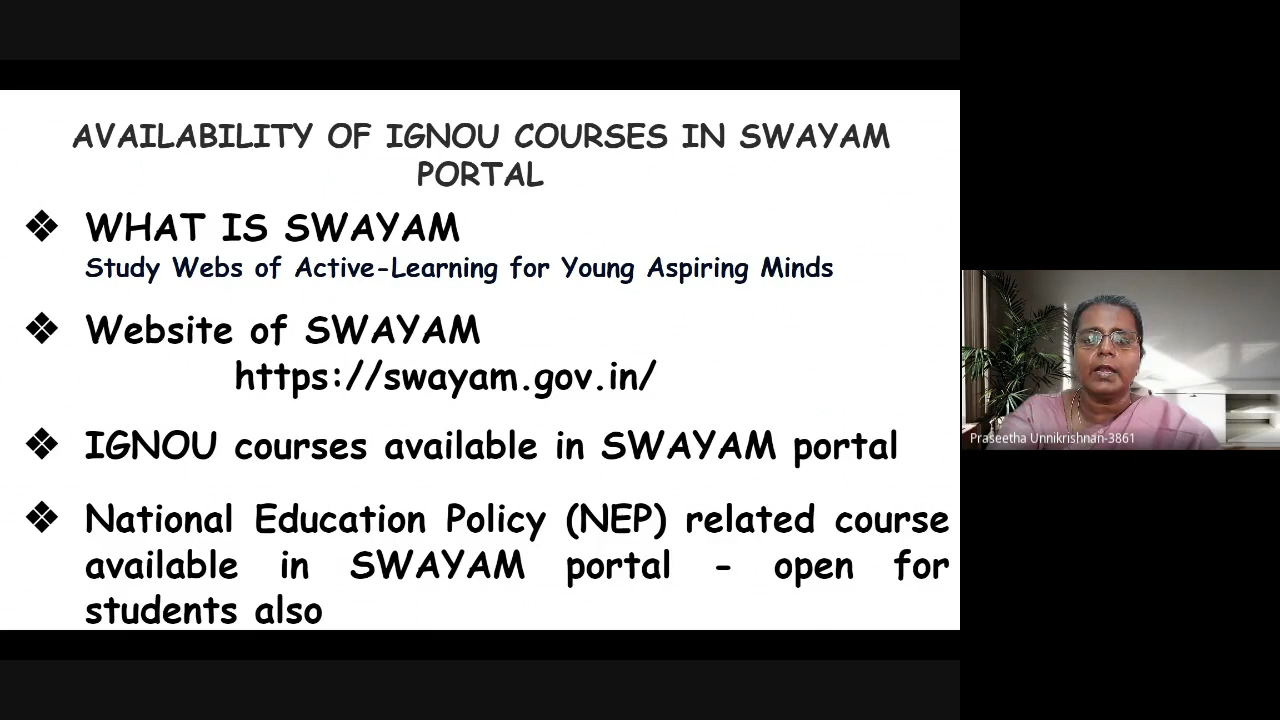 AVAILABILITY OF IGNOU COURSES IN SWAYAM
PORTAL
❖ WHAT IS SWAYAM
Study Webs of Active-Learning for Young Aspiring Minds
❖ Website of SWAYAM
https://swayam.gov.in/
❖ IGNOU courses available in SWAYAM portal
❖ National Education Policy (NEP) related course
available in SWAYAM portal - open for
students also
Praseetha Unnikrishnan-3861